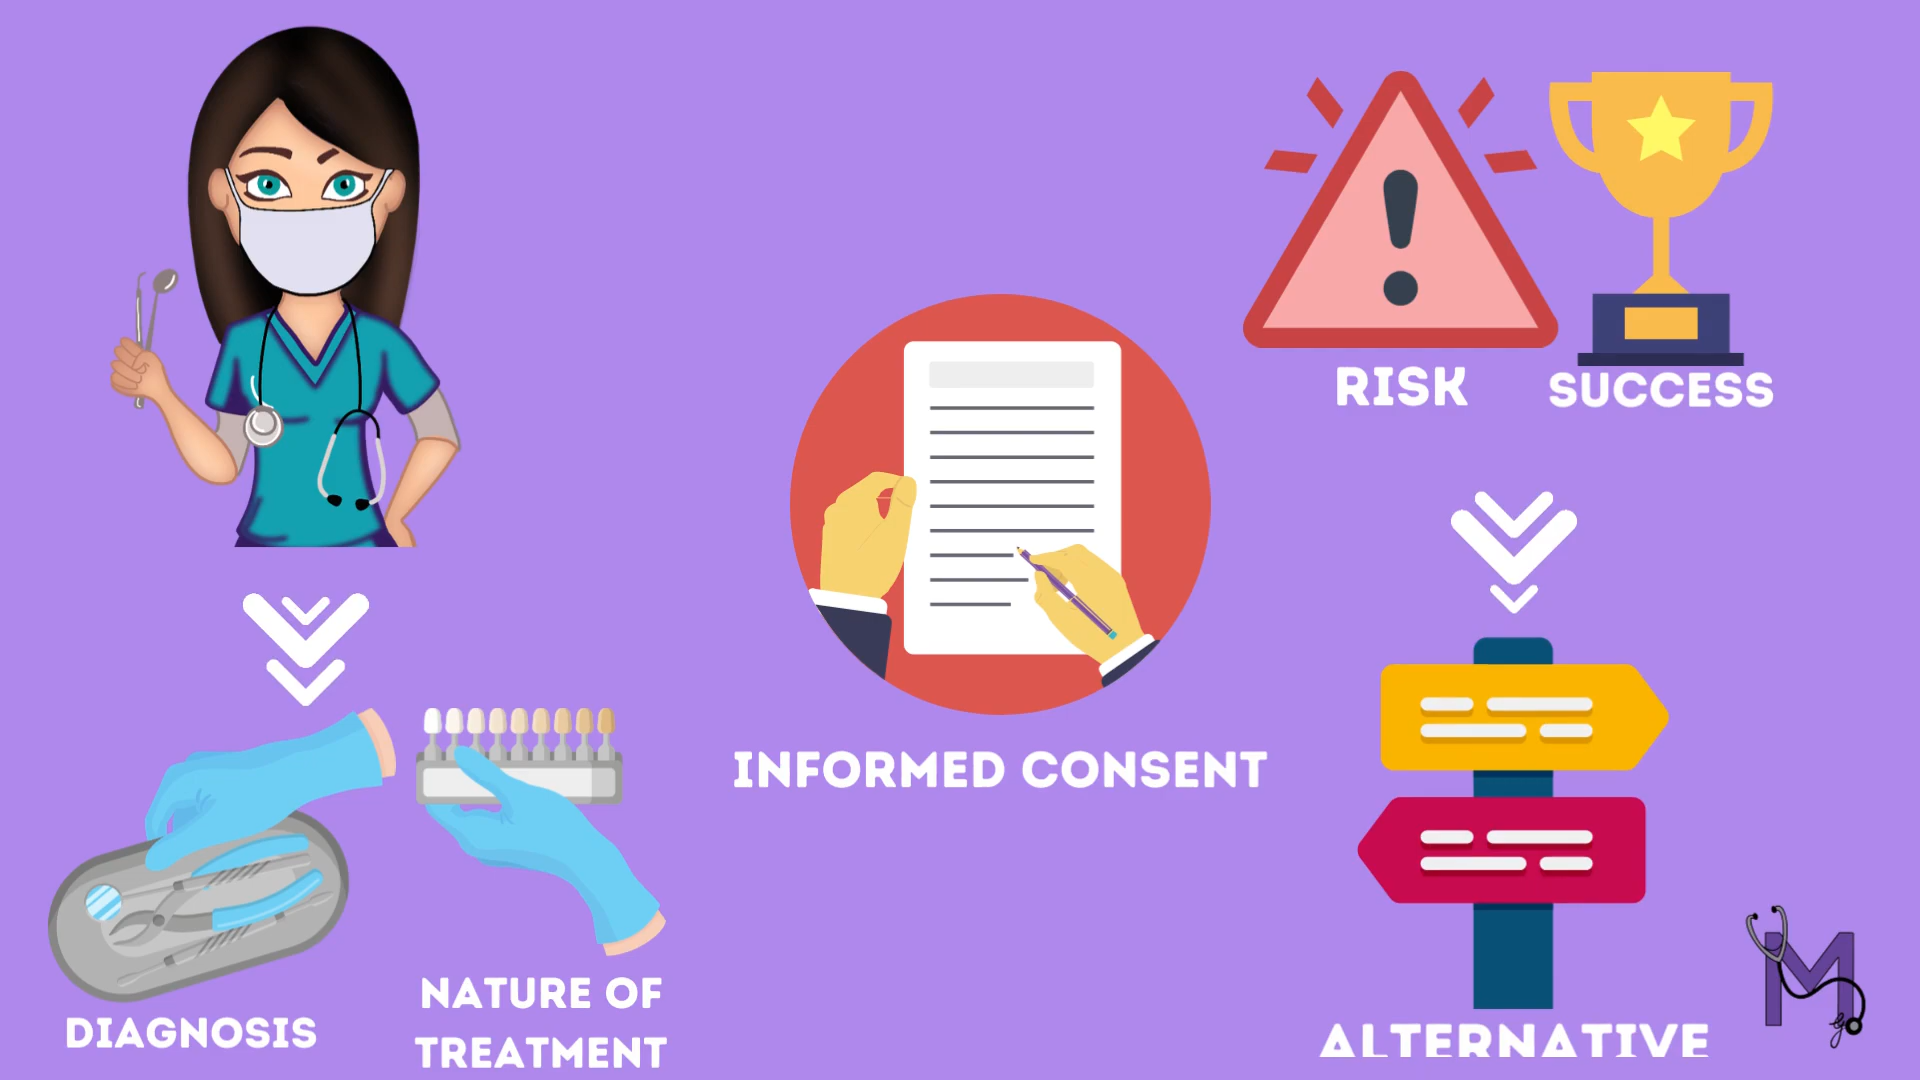 RISK
SUCCESS
INFORMED CONSENT
DIAGNOSIS
NATURE OF
TREATMENT
ALTERNATIVE
M